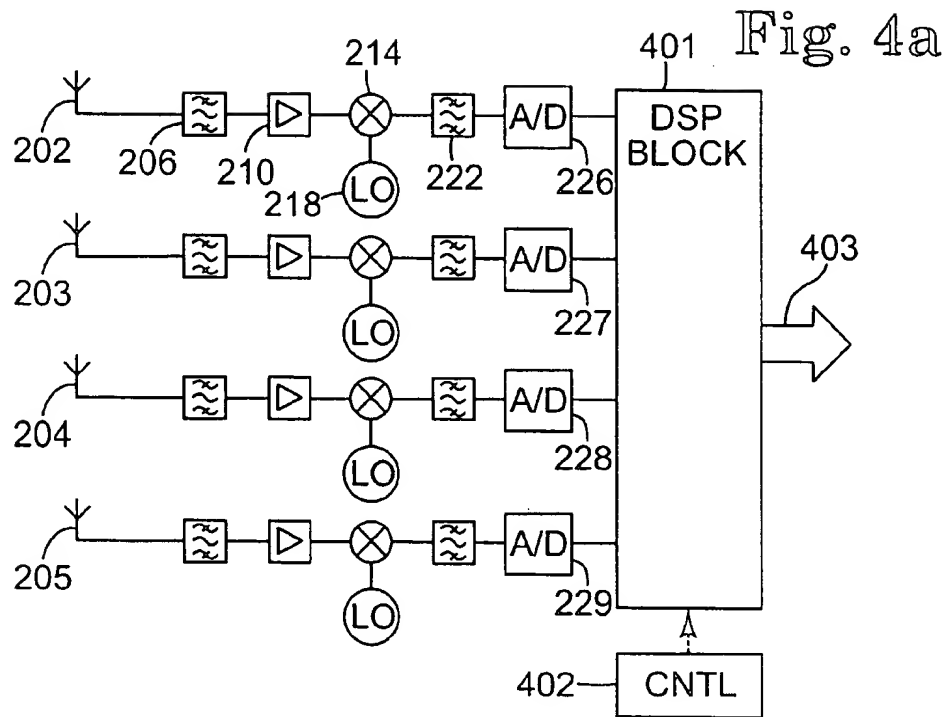 Fig. 4a
214
401
A/D
DSP
BLOCK
202
206
210
218
LO
222
226
403
A/D
203
LO
227
A/D
204
LO
228
A/D
205
LO
229
402
CNTL